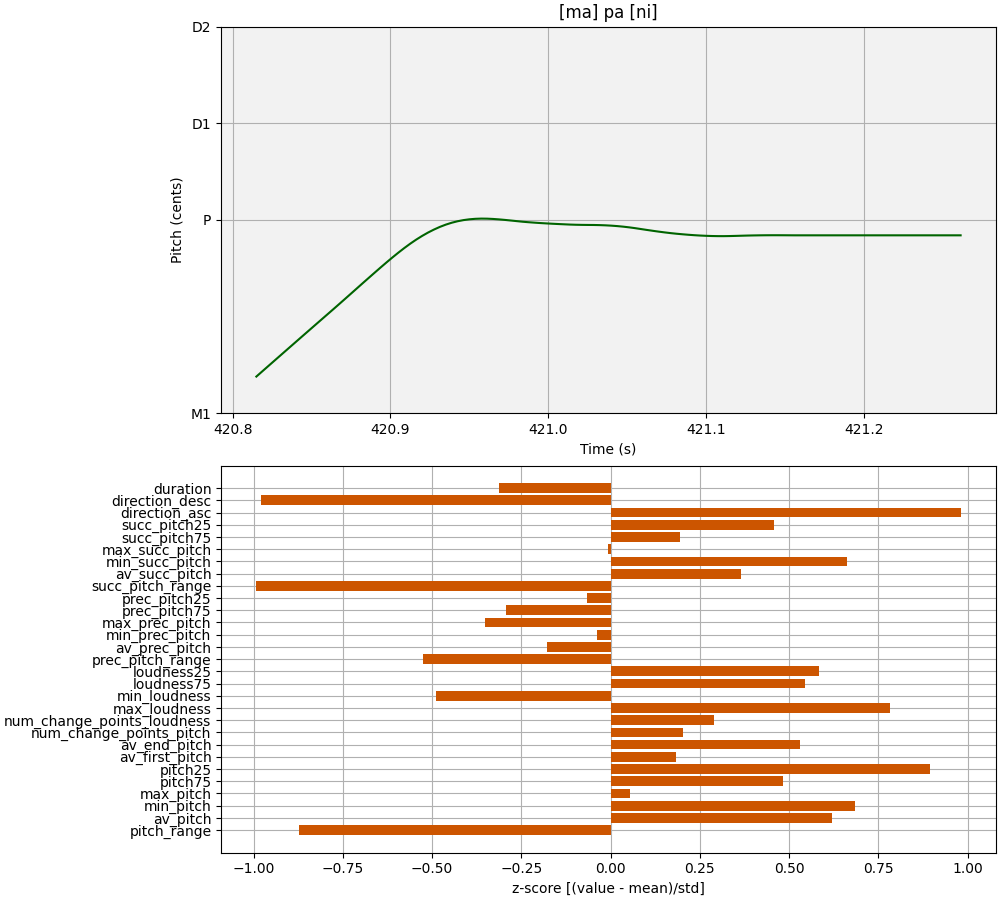 [ma] pa [ni]
D2
D1
P
M1
Pitch (cents)
420.8 420.9 421.0 421.1 421.2
Time (s)
duration
direction_desc
direction_asc
succ_pitch25
succ_pitch75
max_succ_pitch
min_succ_pitch
av_succ_pitch
succ_pitch_range
prec_pitch25
prec_pitch75
max_prec_pitch
min_prec_pitch
av_prec_pitch
prec_pitch_range
loudness25
loudness75
min_loudness
max_loudness
num_change_points_loudness
num_change_points_pitch
av_end_pitch
av_first_pitch
pitch25
pitch75
max_pitch
min_pitch
av_pitch
pitch_range
−1.00 −0.75 −0.50 −0.25 0.00 0.25 0.50 0.75 1.00
z-score [(value - mean)/std]